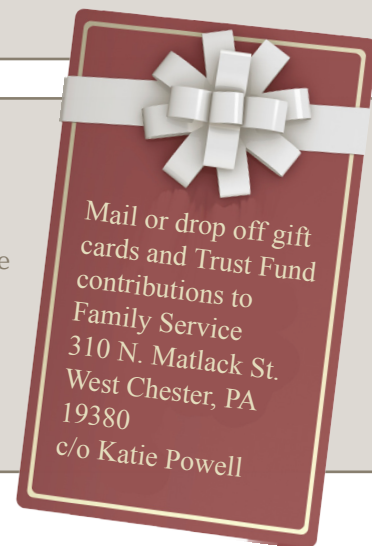 Mail or drop off gift
cards and Trust Fund
contributions to
Family Service
310 N. Matlack St.
West Chester, PA
19380
c/o Katie Powell
e